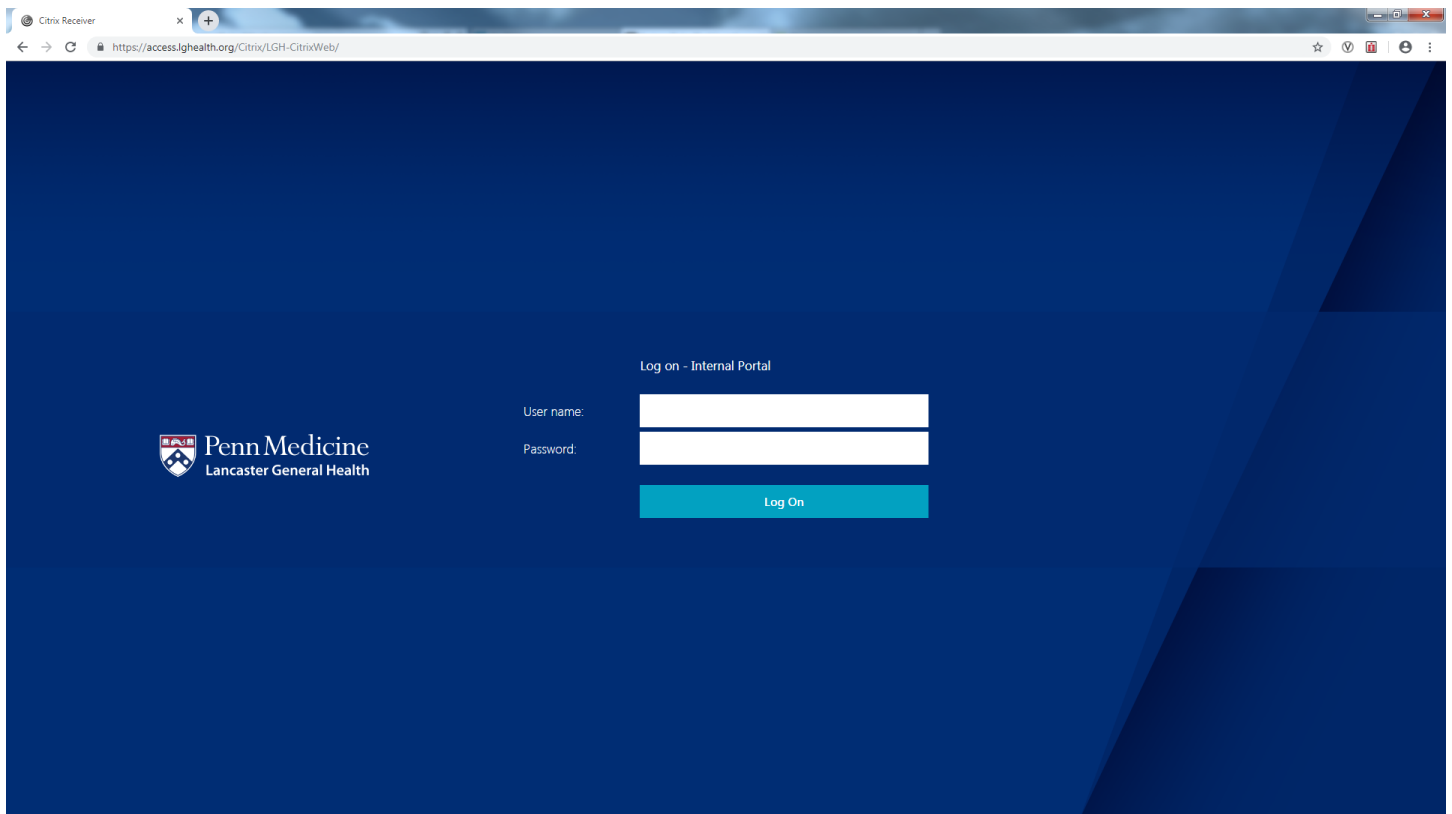 Citrix Receiver
https://access.lghealth.org/Citrix/LGH-CitrixWeb/
Log on - Internal Portal
User name:
Password:
Log On
Penn Medicine
Lancaster General Health